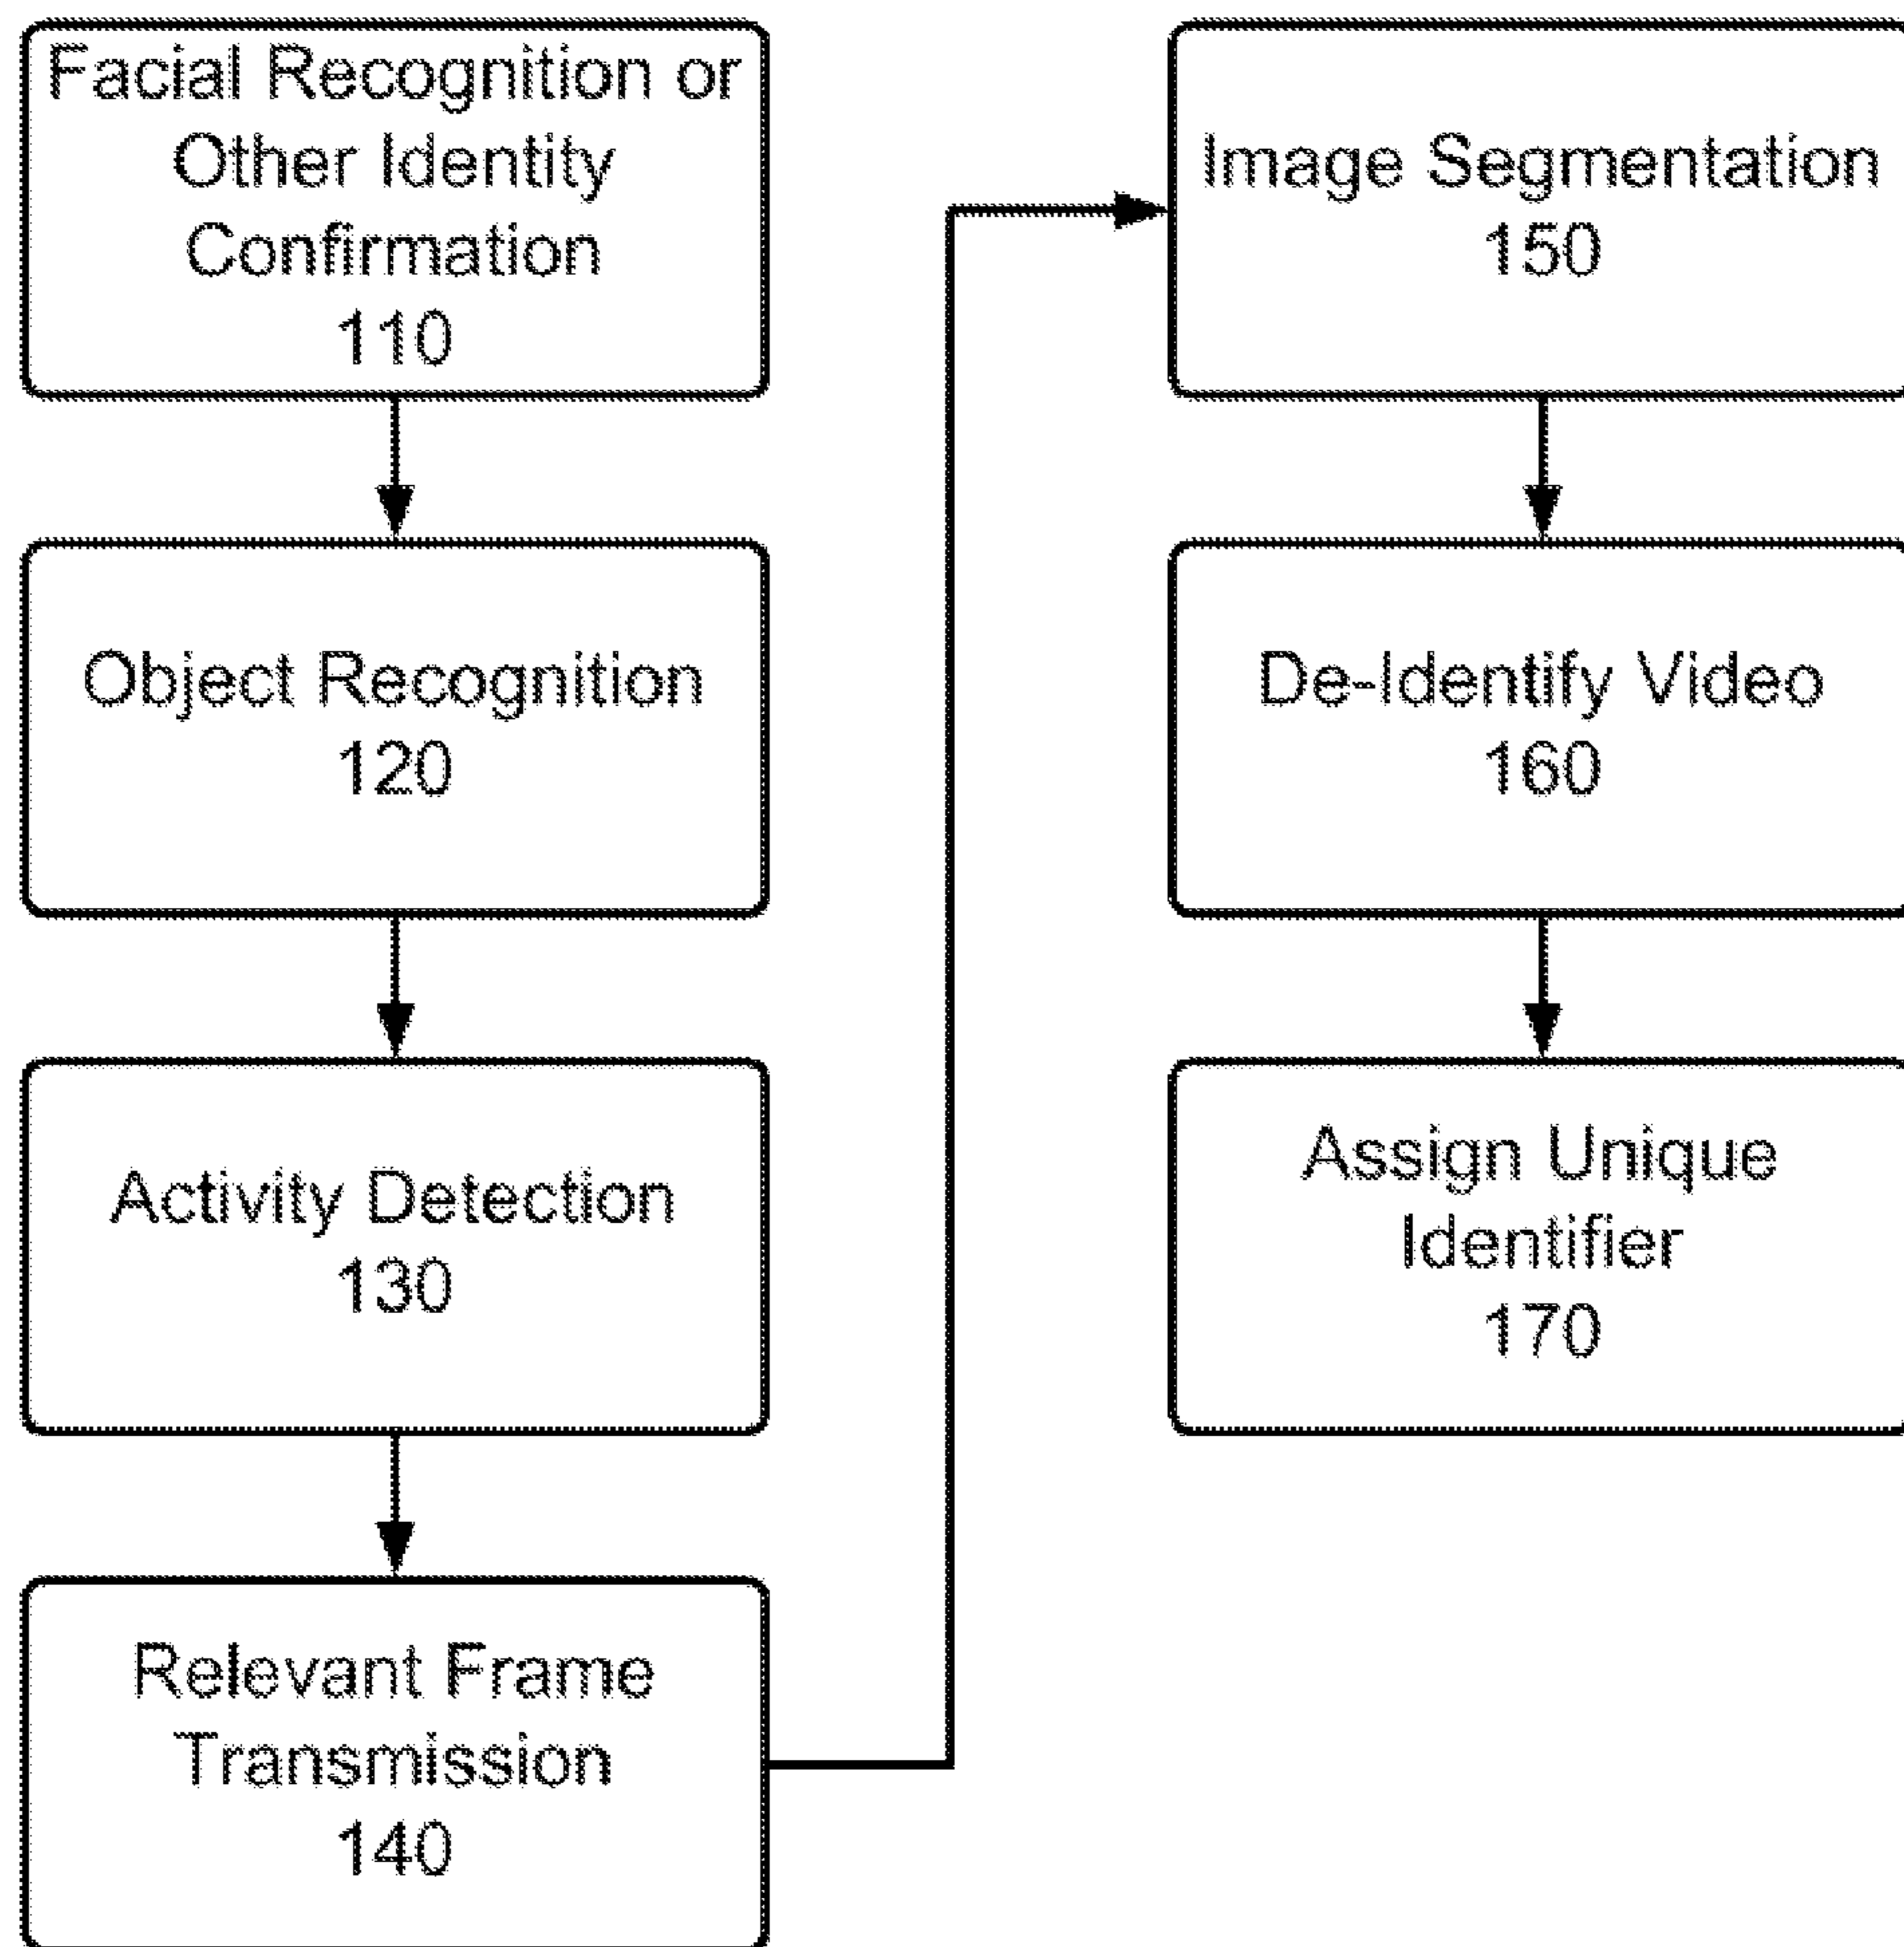 Facial Recognition or
Other Identity
Confirmation
110
Object Recognition
120
Activity Detection
130
Relevant Frame
Transmission
140
Image Segmentation
150
De-Identify Video
160
Assign Unique
Identifier
170